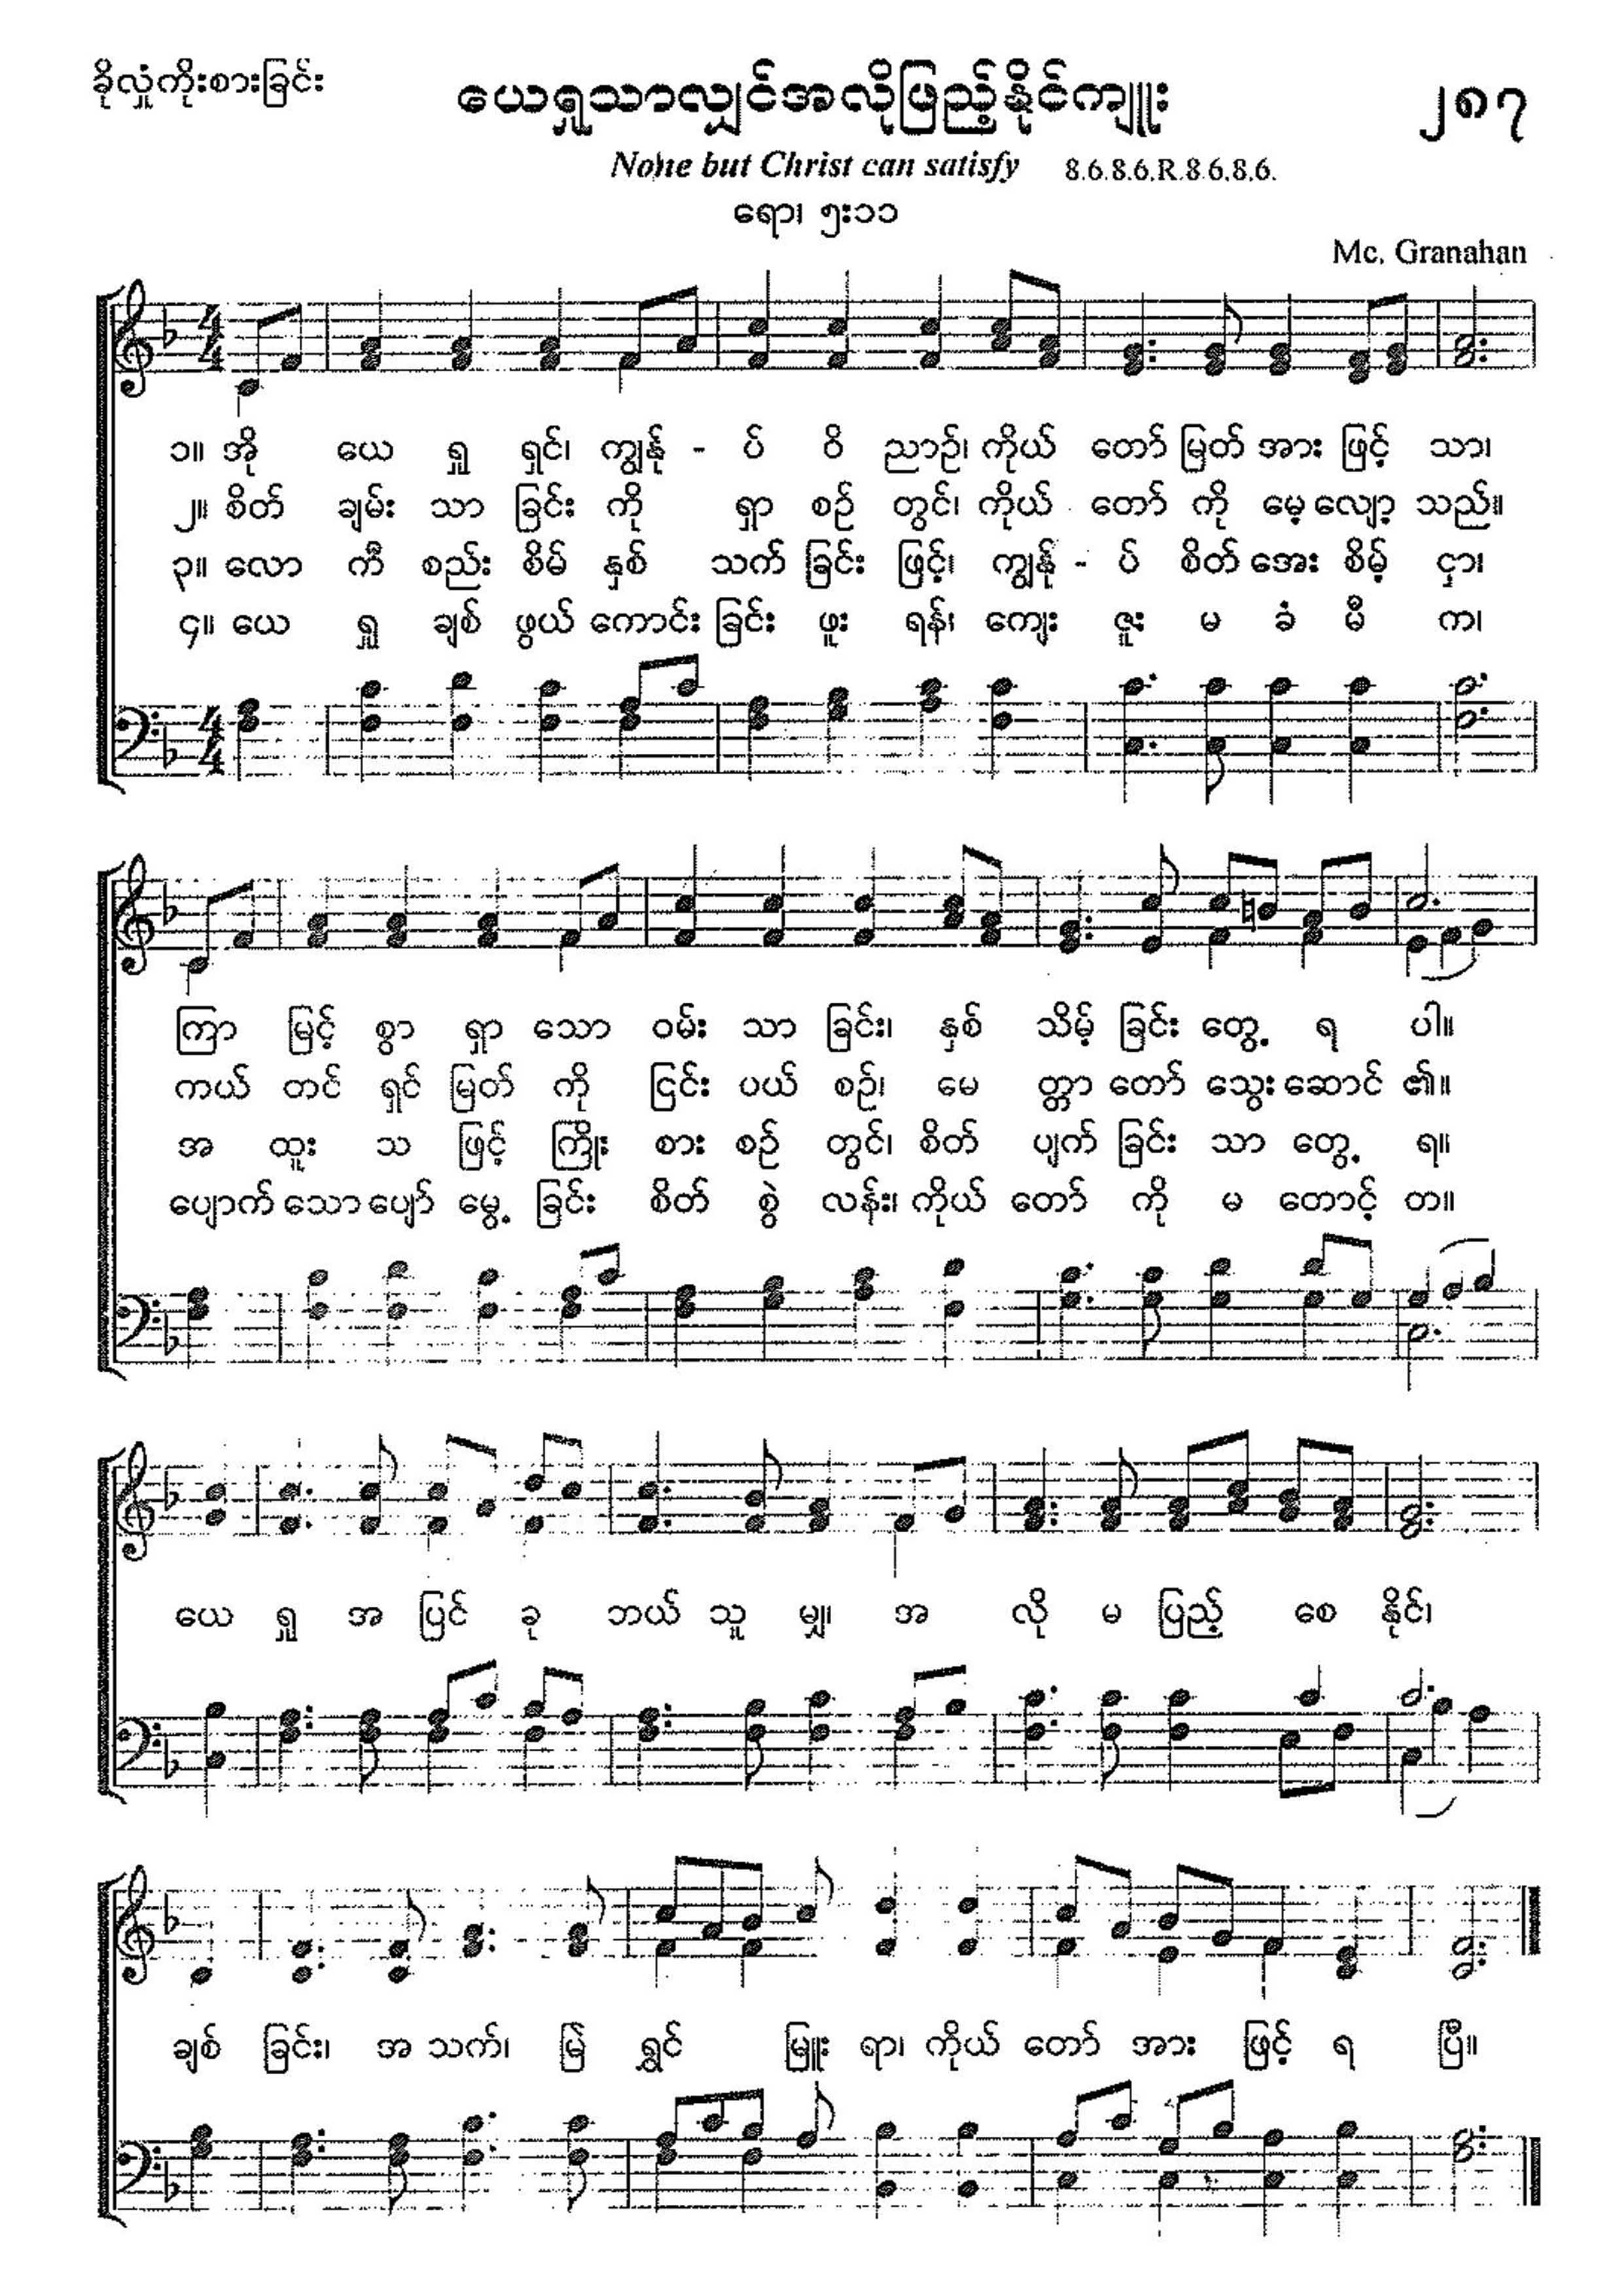 ခိုလှုံကိုးစားခြင်း
ယေရှုသာလျှင်အလိုဖြည့်နိုင်ကျူး
၂၈၇
None but Christ can satisfy 8.6.8.6.R.8.6.8.6.
ရော၊ ၅း၁၁
Mc. Granahan
၁။ အို ယေ ရှု ရှင်၊ ကျွန် - ုပ် ဝိ ညာဉ်၊ ကိုယ် တော် မြတ် အား ဖြင့် သာ၊
၂။ စိတ် ချမ်း သာ ခြင်း ကို ရှာ စဉ် တွင်၊ ကိုယ် တော် ကို မေ့ လျော့ သည်။
၃။ လော ကီ စည်း စိမ် နှစ် သက် ခြင်း ဖြင့်၊ ကျွန်ု - ပ် စိတ် အေး စိမ့် ငှာ၊
၄။ ယေ ရှု ချစ် ဖွယ် ကောင်း ခြင်း ဖူး ရန်၊ ကျေး ဇူး မ ခံ မီ က၊
ကြာ မြင့် စွာ ရှာ သော ဝမ်း သာ ခြင်း၊ နှစ် သိမ့် ခြင်း တွေ့ ရ ပါ။
ကယ် တင် ရှင် မြတ် ကို ငြင်း ပယ် စဉ်၊ မေ တ္တာ တော် သွေး ဆောင် ၏။
အ ထူး သ ဖြင့် ကြိုး စား စဉ် တွင်၊ စိတ် ပျက် ခြင်း သာ တွေ့ ရ။
ပျောက် သော ပျော် မွေ့ ခြင်း စိတ် စွဲ လန်း၊ ကိုယ် တော် ကို မ တောင့် တ။
ယေ ရှု အ ပြင် ခု ဘယ် သူ မျှ၊ အ လို မ ပြည့် စေ နိုင်၊
ချစ် ခြင်း၊ အ သက်၊ မြဲ ရွှင် မြူး ရာ၊ ကိုယ် တော် အား ဖြင့် ရ ပြီ။